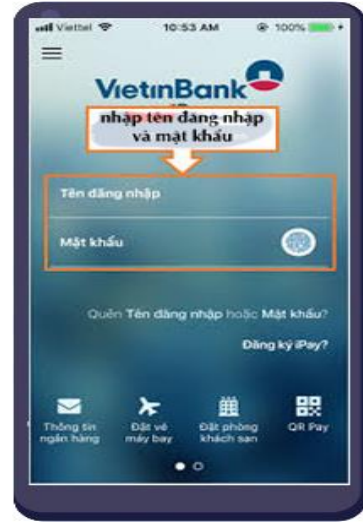 Viettel 10:53 AM 100%
VietinBank
nhập tên đăng nhập
và mật khẩu
Tên đăng nhập
Mật khẩu
Quên Tên đăng nhập hoặc Mật khẩu?
Đăng ký iPay?
Thông tin Đặt vé Đặt phòng QR Pay
ngân hàng máy bay khách sạn